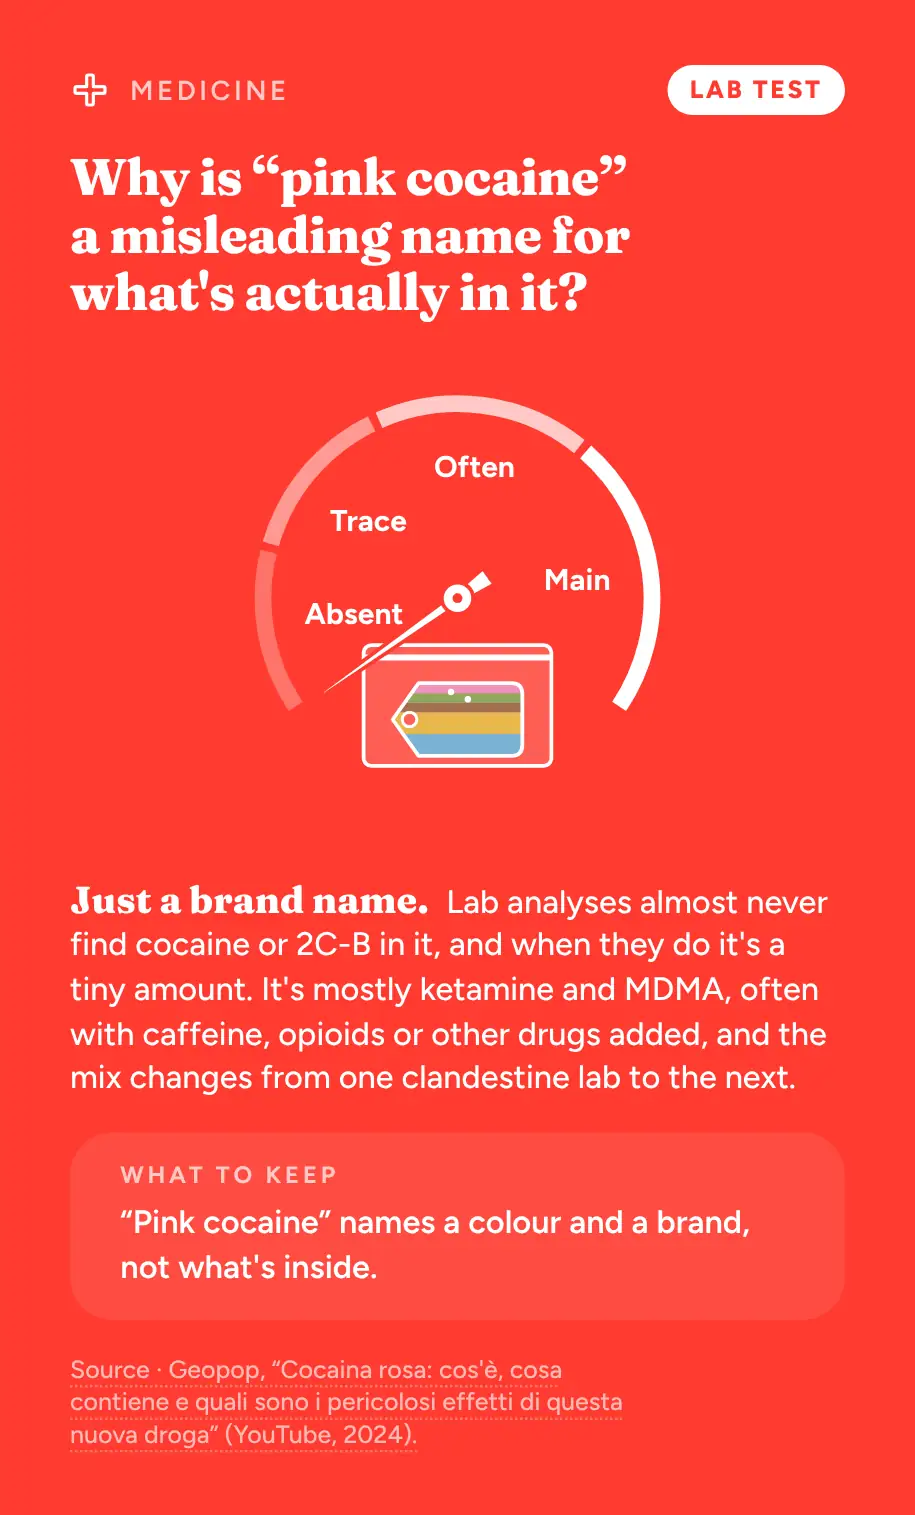 MEDICINE
LAB TEST
Why is “pink cocaine”
a misleading name for
what's actually in it?
Often
Trace
Main
Absent
Just a brand name. Lab analyses almost never
find cocaine or 2C-B in it, and when they do it's a
tiny amount. It's mostly ketamine and MDMA, often
with caffeine, opioids or other drugs added, and the
mix changes from one clandestine lab to the next.
WHAT TO KEEP
“Pink cocaine” names a colour and a brand,
not what's inside.
Source · Geopop, “Cocaina rosa: cos'è, cosa
contiene e quali sono i pericolosi effetti di questa
nuova droga” (YouTube, 2024).